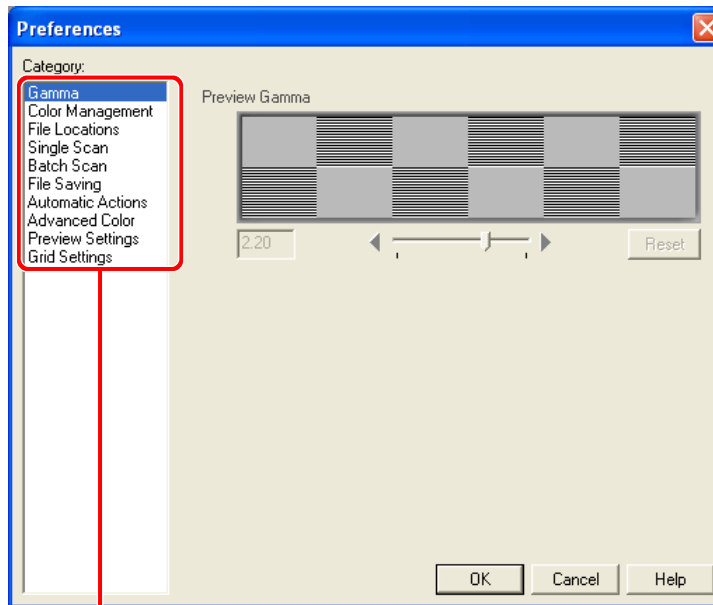 Preferences
Category:
Gamma
Color Management
File Locations
Single Scan
Batch Scan
File Saving
Automatic Actions
Advanced Color
Preview Settings
Grid Settings
Preview Gamma
2.20
Reset
OK
Cancel
Help